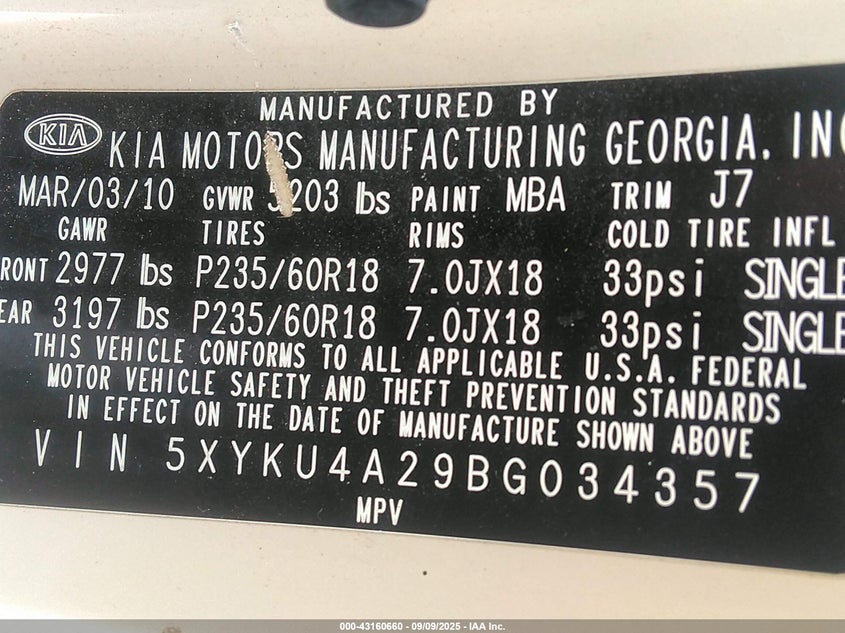 MANUFACTURED BY
KIA KIA MOTORS MANUFACTURING GEORGIA, INC
MAR/03/10 GVWR 5203 lbs PAINT MBA TRIM J7
GAWR TIRES RIMS COLD TIRE INFL
RONT 2977 lbs P235/60R18 7.0JX18 33psi SINGLE
EAR 3197 lbs P235/60R18 7.0JX18 33psi SINGLE
THIS VEHICLE CONFORMS TO ALL APPLICABLE U.S.A. FEDERAL
MOTOR VEHICLE SAFETY AND THEFT PREVENTION STANDARDS
IN EFFECT ON THE DATE OF MANUFACTURE SHOWN ABOVE
VIN 5XYKU4A29BG034357
MPV
000-43160660 - 09/09/2025 - IAA Inc.